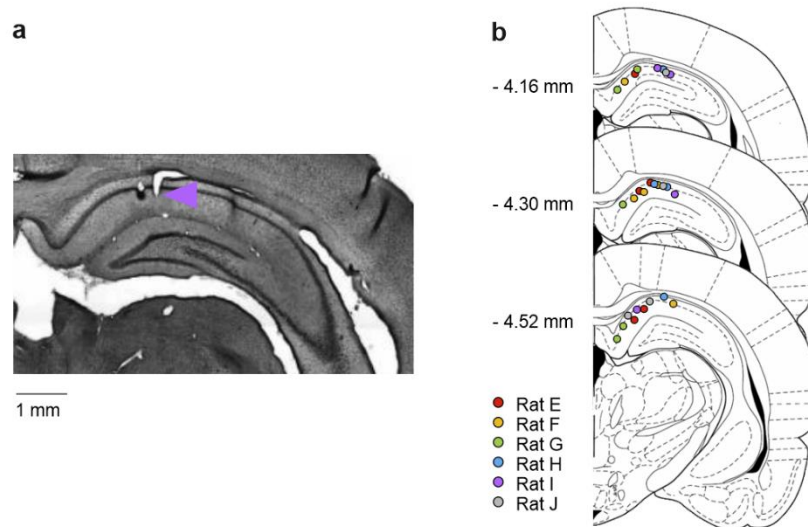 a
1 mm
b
- 4.16 mm
- 4.30 mm
- 4.52 mm
Rat E
Rat F
Rat G
Rat H
Rat I
Rat J